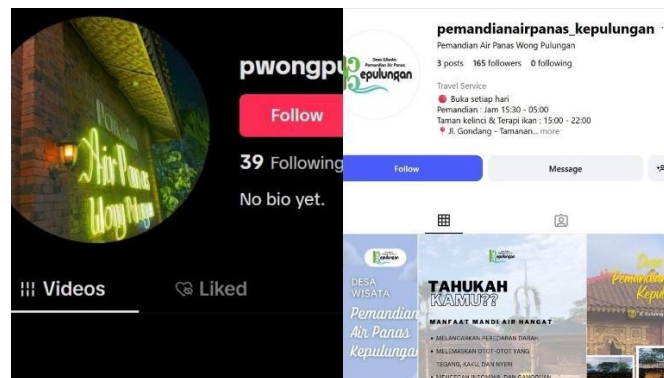 pwongpu
Follow
39 Following
No bio yet.
Videos
Liked
Pemandian
Air Panas
Wong Pulungan
pemandianairpanas_kepulungan
Pemandian Air Panas Wong Pulungan
3 posts 165 followers 0 following
Travel Service
Buka setiap hari
Pemandian : Jam 15:30 - 05:00
Taman kelinci & Terapi ikan : 15:00 - 22:00
Jl. Gondang - Tamanan... more
Follow
Message
Desa Wisata
Pemandian Air Panas
epulungan
DESA
WISATA
Pemandian
Air Panas
Kepulungan
epulungan
TAHUKAH
KAMU??
MANFAAT MANDI AIR HANGAT
• MELANCARKAN PEREDARAN DARAH
• MELEMASKAN OTOT-OTOT YANG
TEGANG, KAKU, DAN NYERI
Desa
Pemandian
Kepul